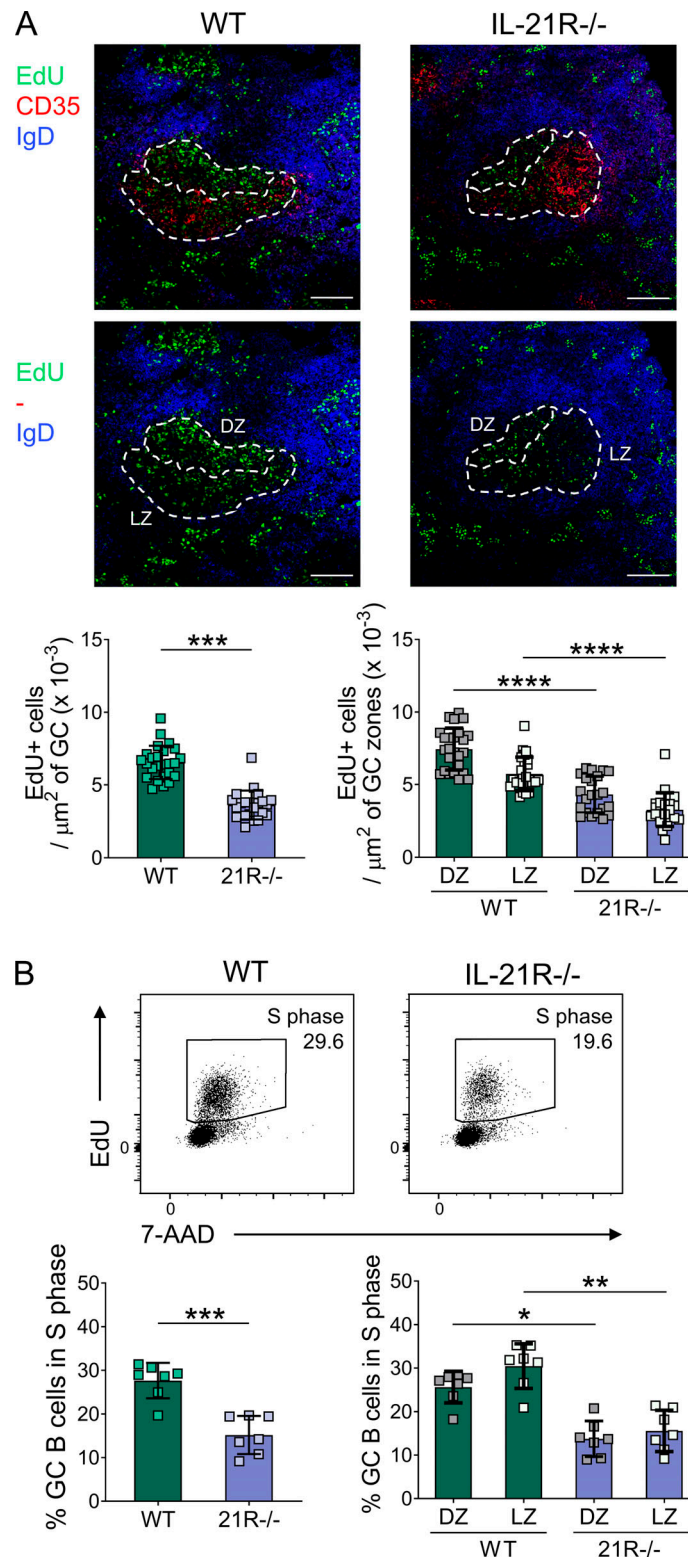 A
WT
IL-21R-/-
EdU
CD35
IgD
EdU
-
IgD
DZ
LZ
DZ
LZ
EdU+ cells
/ μm² of GC (x 10⁻³)
15
10
5
0
***
WT
21R-/-
EdU+ cells
/ μm² of GC zones (x 10⁻³)
15
10
5
0
****
****
DZ
LZ
DZ
LZ
WT
21R-/-
B
WT
IL-21R-/-
S phase
29.6
S phase
19.6
EdU
0
0
0
0
7-AAD
% GC B cells in S phase
50
40
30
20
10
0
***
WT
21R-/-
% GC B cells in S phase
50
40
30
20
10
0
**
*
DZ
LZ
DZ
LZ
WT
21R-/-